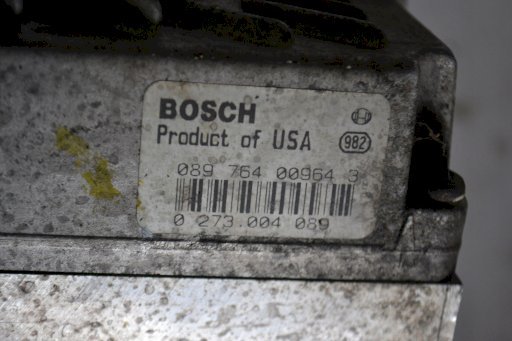 BOSCH
Product of USA 982
089 764 00964 3
0 273.004 089